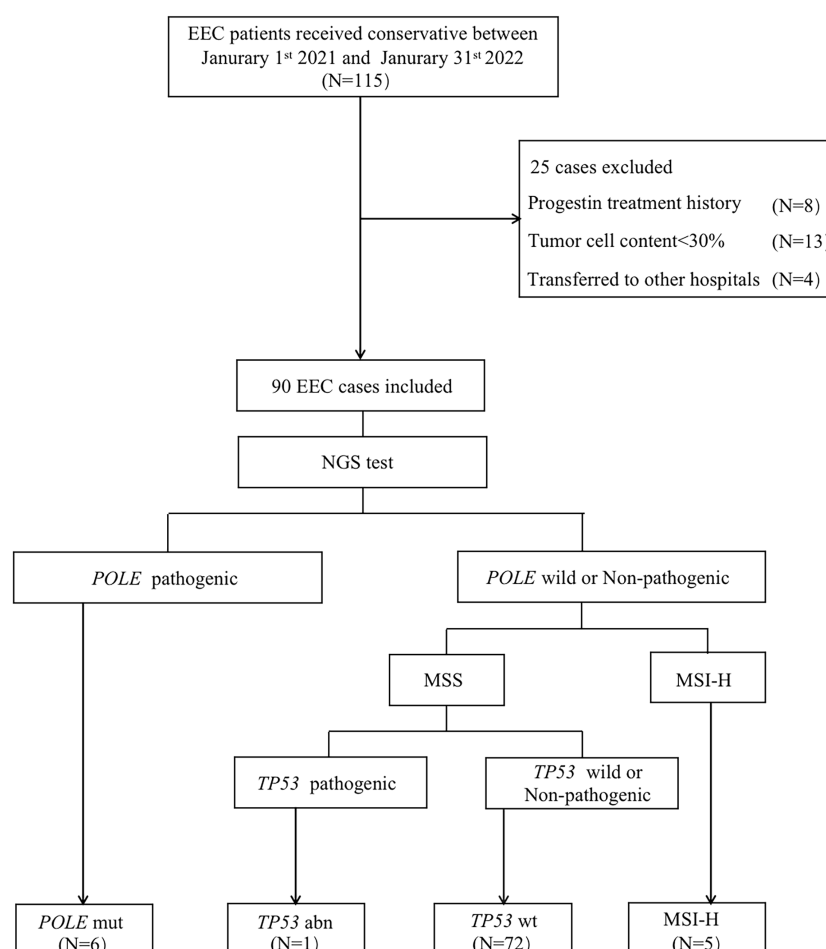 EEC patients received conservative between
Janurary 1st 2021 and Janurary 31st 2022
(N=115)
25 cases excluded
Progestin treatment history (N=8)
Tumor cell content<30% (N=13)
Transferred to other hospitals (N=4)
90 EEC cases included
NGS test
POLE pathogenic
POLE wild or Non-pathogenic
MSS
MSI-H
TP53 pathogenic
TP53 wild or
Non-pathogenic
POLE mut
(N=6)
TP53 abn
(N=1)
TP53 wt
(N=72)
MSI-H
(N=5)